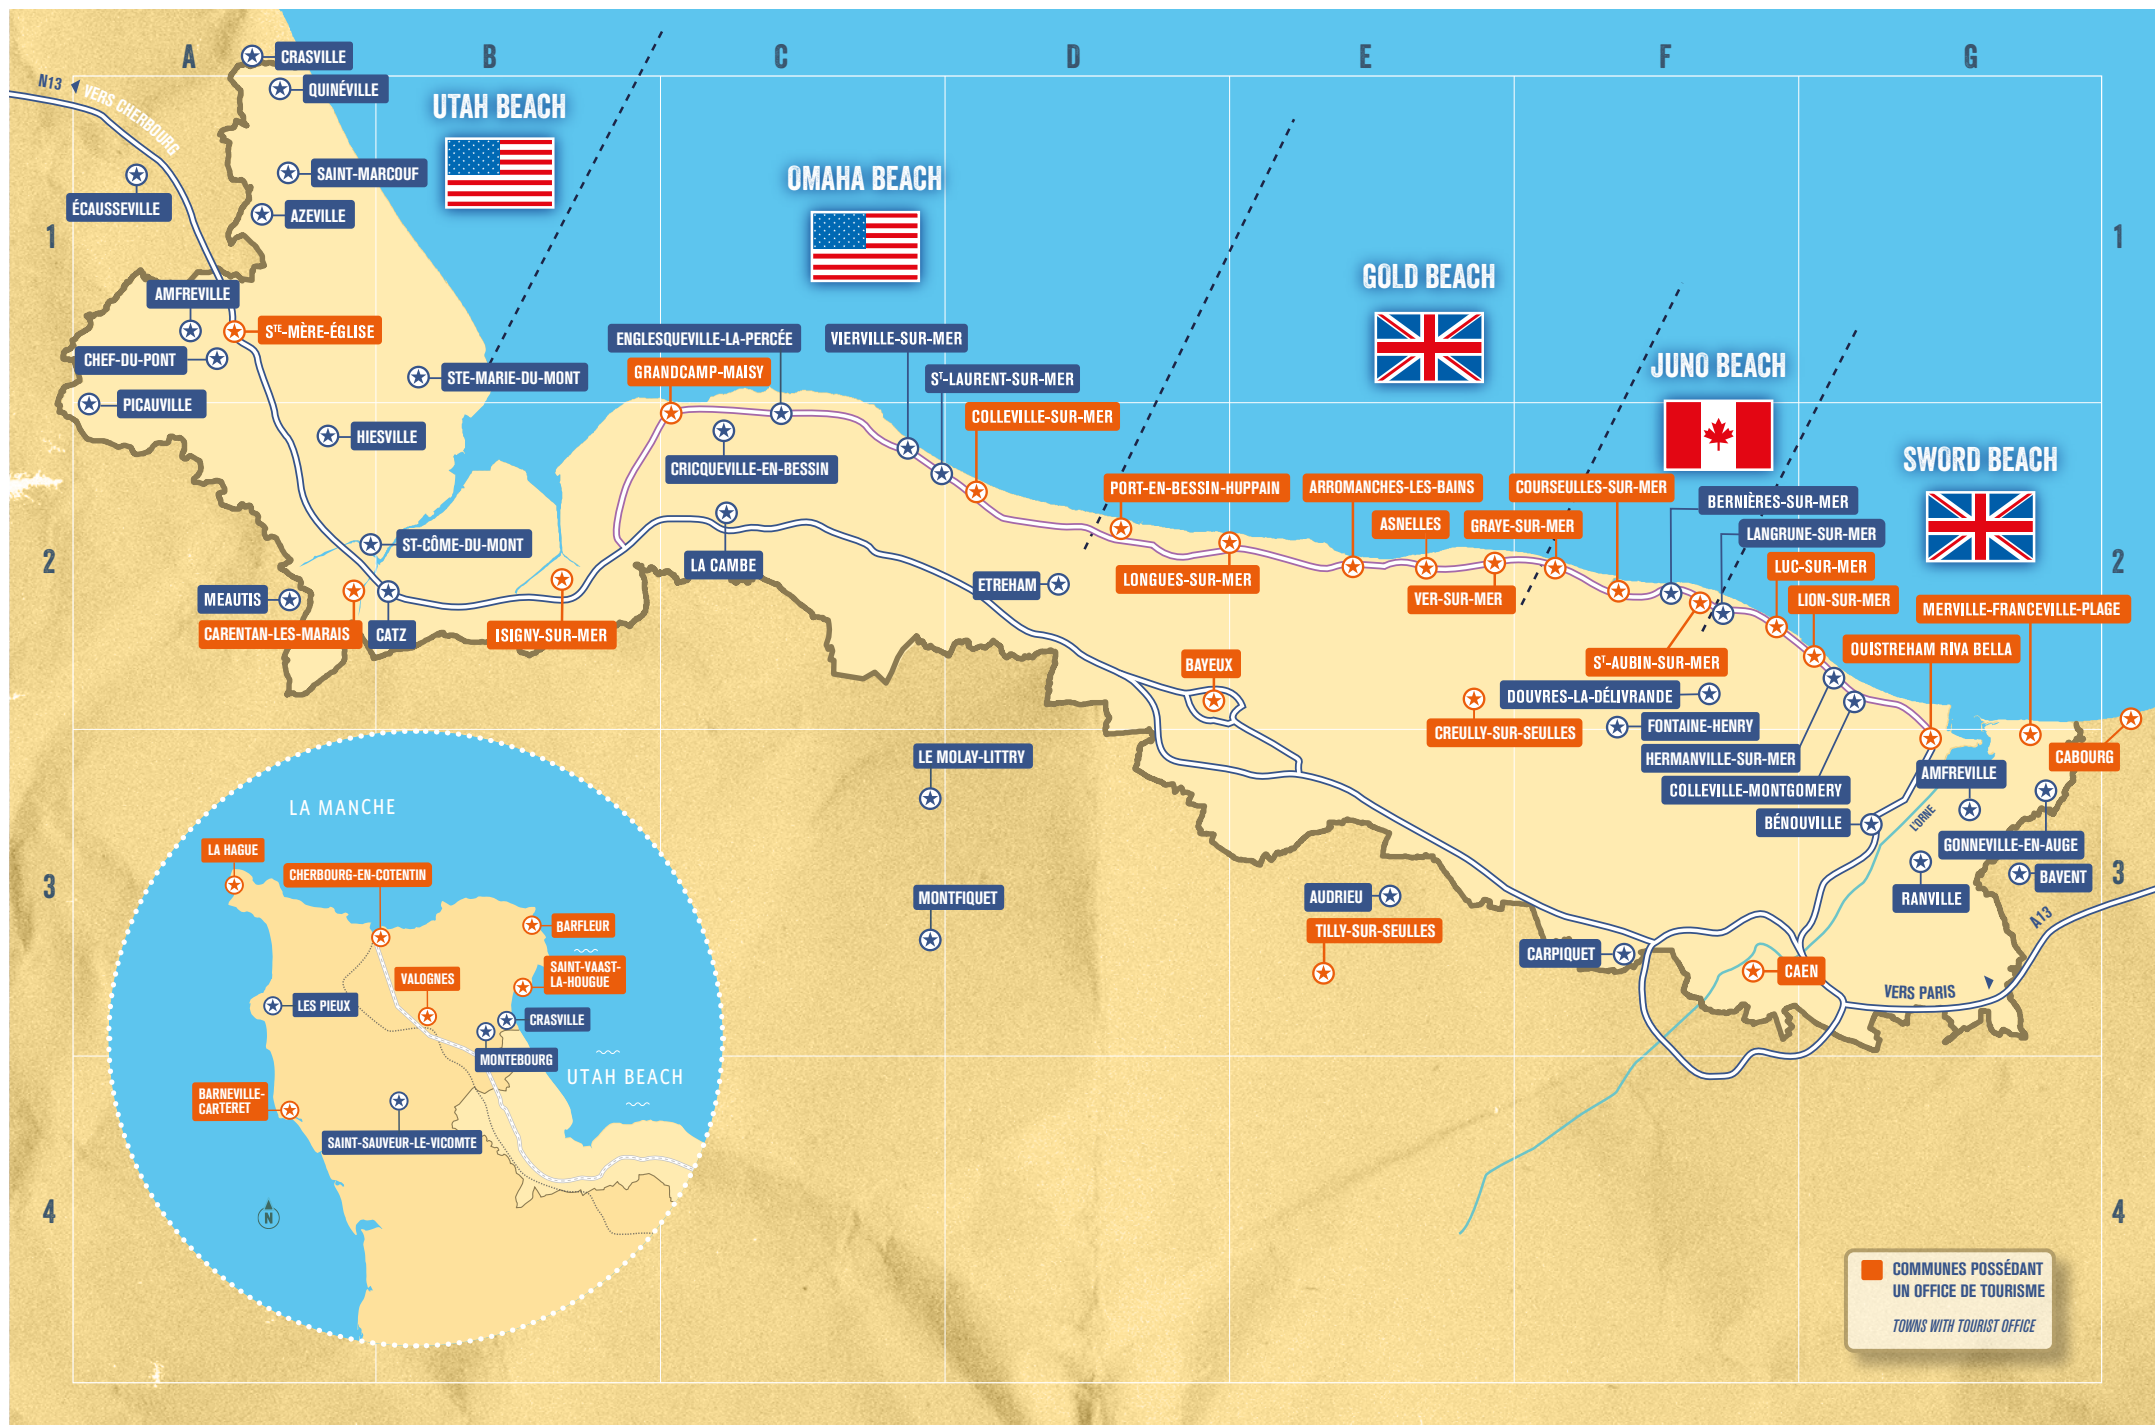 A
B
C
D
E
F
G
N13
VERS CHERBOURG
CRASVILLE
QUINÉVILLE
UTAH BEACH
SAINT-MARCOUF
ÉCAUSSEVILLE
AZEVILLE
OMAHA BEACH
1
1
GOLD BEACH
AMFREVILLE
STE-MÈRE-ÉGLISE
CHEF-DU-PONT
PICAUVILLE
STE-MARIE-DU-MONT
HIESVILLE
ENGLESQUEVILLE-LA-PERCÉE
VIERVILLE-SUR-MER
GRANDCAMP-MAISY
ST-LAURENT-SUR-MER
COLLEVILLE-SUR-MER
JUNO BEACH
CRICQUEVILLE-EN-BESSIN
SWORD BEACH
PORT-EN-BESSIN-HUPPAIN
ARROMANCHES-LES-BAINS
COURSEULLES-SUR-MER
BERNIÈRES-SUR-MER
ASNELLES
GRAYE-SUR-MER
LANGRUNE-SUR-MER
ST-CÔME-DU-MONT
2
2
LA CAMBE
LUC-SUR-MER
ETREHAM
LONGUES-SUR-MER
VER-SUR-MER
LION-SUR-MER
MERVILLE-FRANCEVILLE-PLAGE
MEAUTIS
CARENTAN-LES-MARAIS
CATZ
ISIGNY-SUR-MER
OUISTREHAM RIVA BELLA
BAYEUX
ST-AUBIN-SUR-MER
DOUVRES-LA-DÉLIVRANDE
CREUILLY-SUR-SEULLES
FONTAINE-HENRY
LE MOLAY-LITTRY
HERMANVILLE-SUR-MER
CABOURG
AMFREVILLE
COLLEVILLE-MONTGOMERY
BÉNOUVILLE
L'ORNE
GONNEVILLE-EN-AUGE
3
3
BAVENT
RANVILLE
MONTFIQUET
AUDRIEU
TILLY-SUR-SEULLES
A13
CARPIQUET
CAEN
VERS PARIS
LA MANCHE
LA HAGUE
CHERBOURG-EN-COTENTIN
BARFLEUR
SAINT-VAAST-
LA-HOUGUE
VALOGNES
LES PIEUX
CRASVILLE
MONTEBOURG
UTAH BEACH
BARNEVILLE-
CARTERET
SAINT-SAUVEUR-LE-VICOMTE
N
4
4
COMMUNES POSSÉDANT
UN OFFICE DE TOURISME
TOWNS WITH TOURIST OFFICE